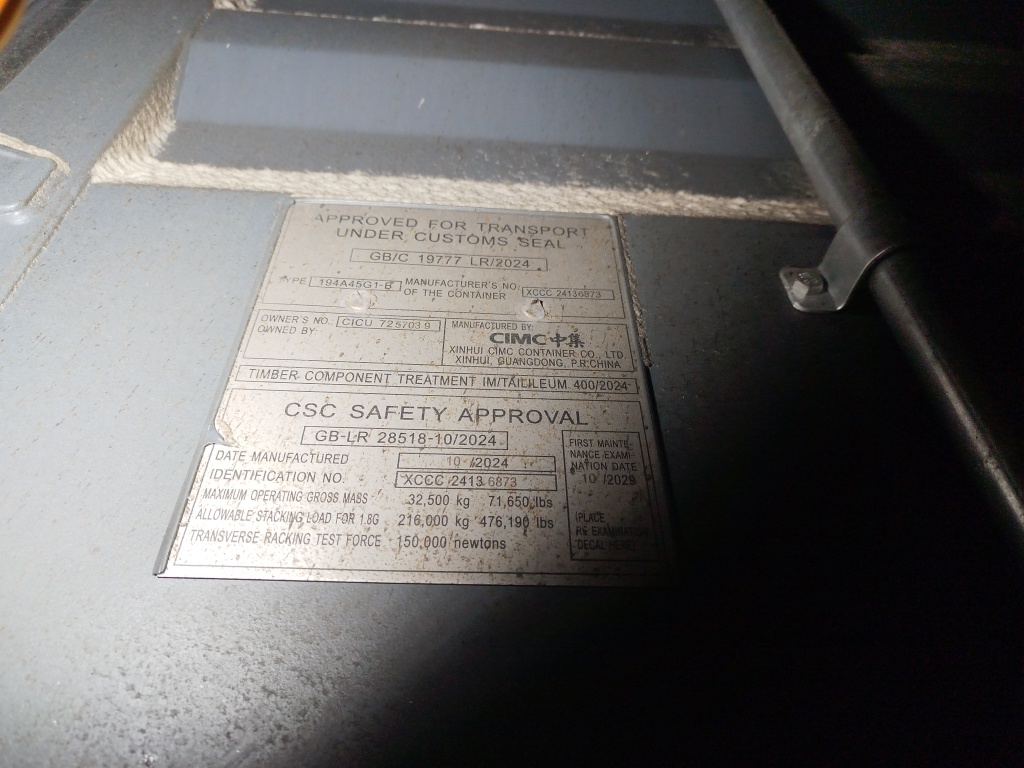 APPROVED FOR TRANSPORT
UNDER CUSTOMS SEAL
GB/C 19777 LR/2024
TYPE 194A45G1-B MANUFACTURER'S NO. OF THE CONTAINER XCCC 24136873
OWNER'S NO. CICU 725703 9
OWNED BY:
MANUFACTURED BY:
CIMC中集
XINHUI CIMC CONTAINER CO., LTD
XINHUI, GUANGDONG, P.R.CHINA
TIMBER COMPONENT TREATMENT IM/TAILILEUM 400/2024
CSC SAFETY APPROVAL
GB-LR 28518-10/2024
DATE MANUFACTURED 10 /2024
IDENTIFICATION NO. XCCC 2413 6873
MAXIMUM OPERATING GROSS MASS 32,500 kg 71,650 lbs
ALLOWABLE STACKING LOAD FOR 1.8G 216,000 kg 476,190 lbs
TRANSVERSE RACKING TEST FORCE 150,000 newtons
FIRST MAINTE-
NANCE EXAMI-
NATION DATE
10 /2029
(PLACE
RE-EXAMINATION
DECAL HERE)